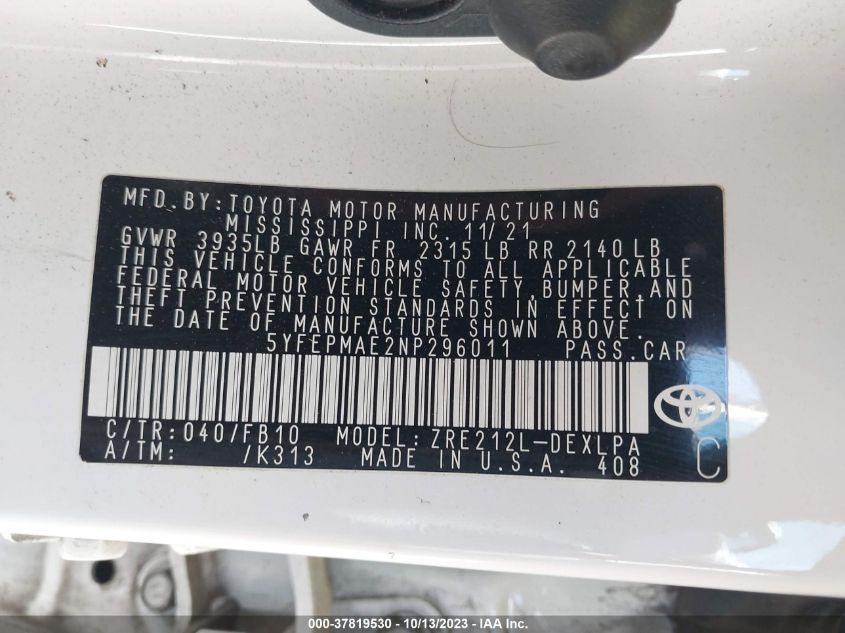 MFD. BY: TOYOTA MOTOR MANUFACTURING
MISSISSIPPI INC. 11/21
GVWR 3935LB GAWR FR 2315 LB RR 2140 LB
THIS VEHICLE CONFORMS TO ALL APPLICABLE
FEDERAL MOTOR VEHICLE SAFETY, BUMPER, AND
THEFT PREVENTION STANDARDS IN EFFECT ON
THE DATE OF MANUFACTURE SHOWN ABOVE.
5YFEPMAE2NP296011 PASS. CAR
C/TR: 040/FB10 MODEL: ZRE212L-DEXLPA
A/TM: /K313 MADE IN U.S.A. 408
C
000-37819530 - 10/13/2023 - IAAI.COM